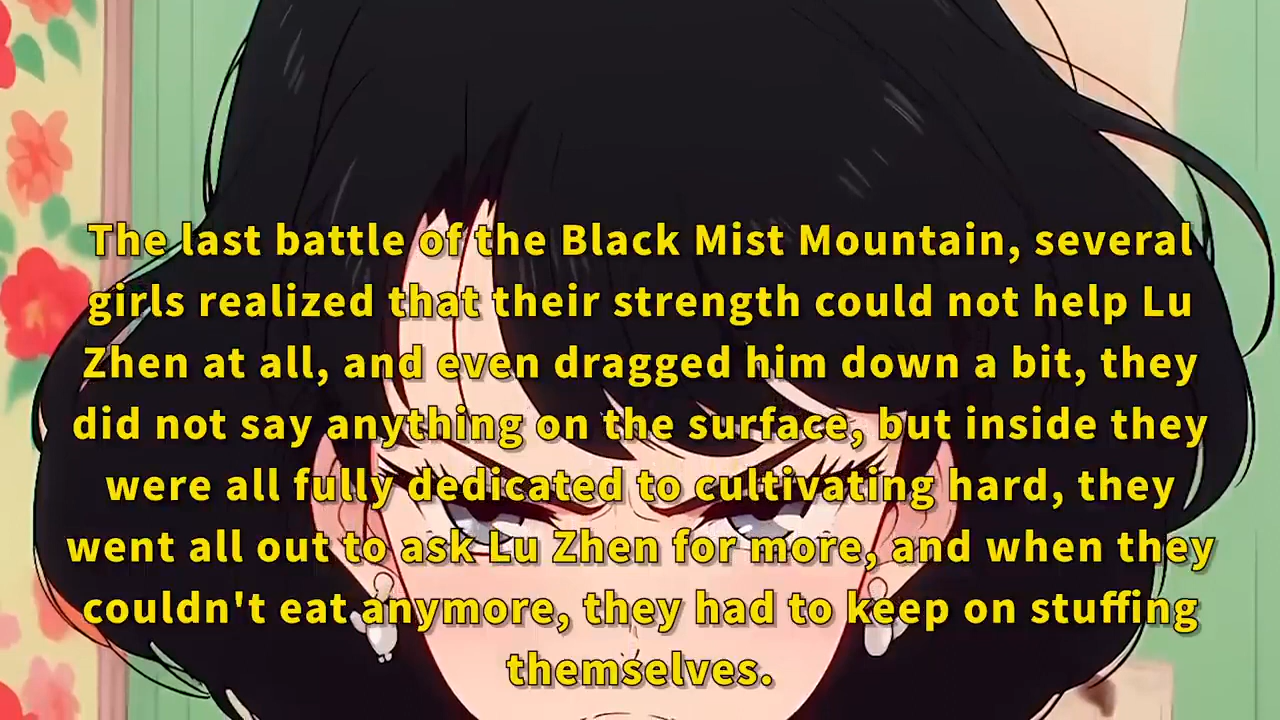 The last battle of the Black Mist Mountain, several
girls realized that their strength could not help Lu
Zhen at all, and even dragged him down a bit, they
did not say anything on the surface, but inside they
were all fully dedicated to cultivating hard, they
went all out to ask Lu Zhen for more, and when they
couldn't eat anymore, they had to keep on stuffing
themselves.